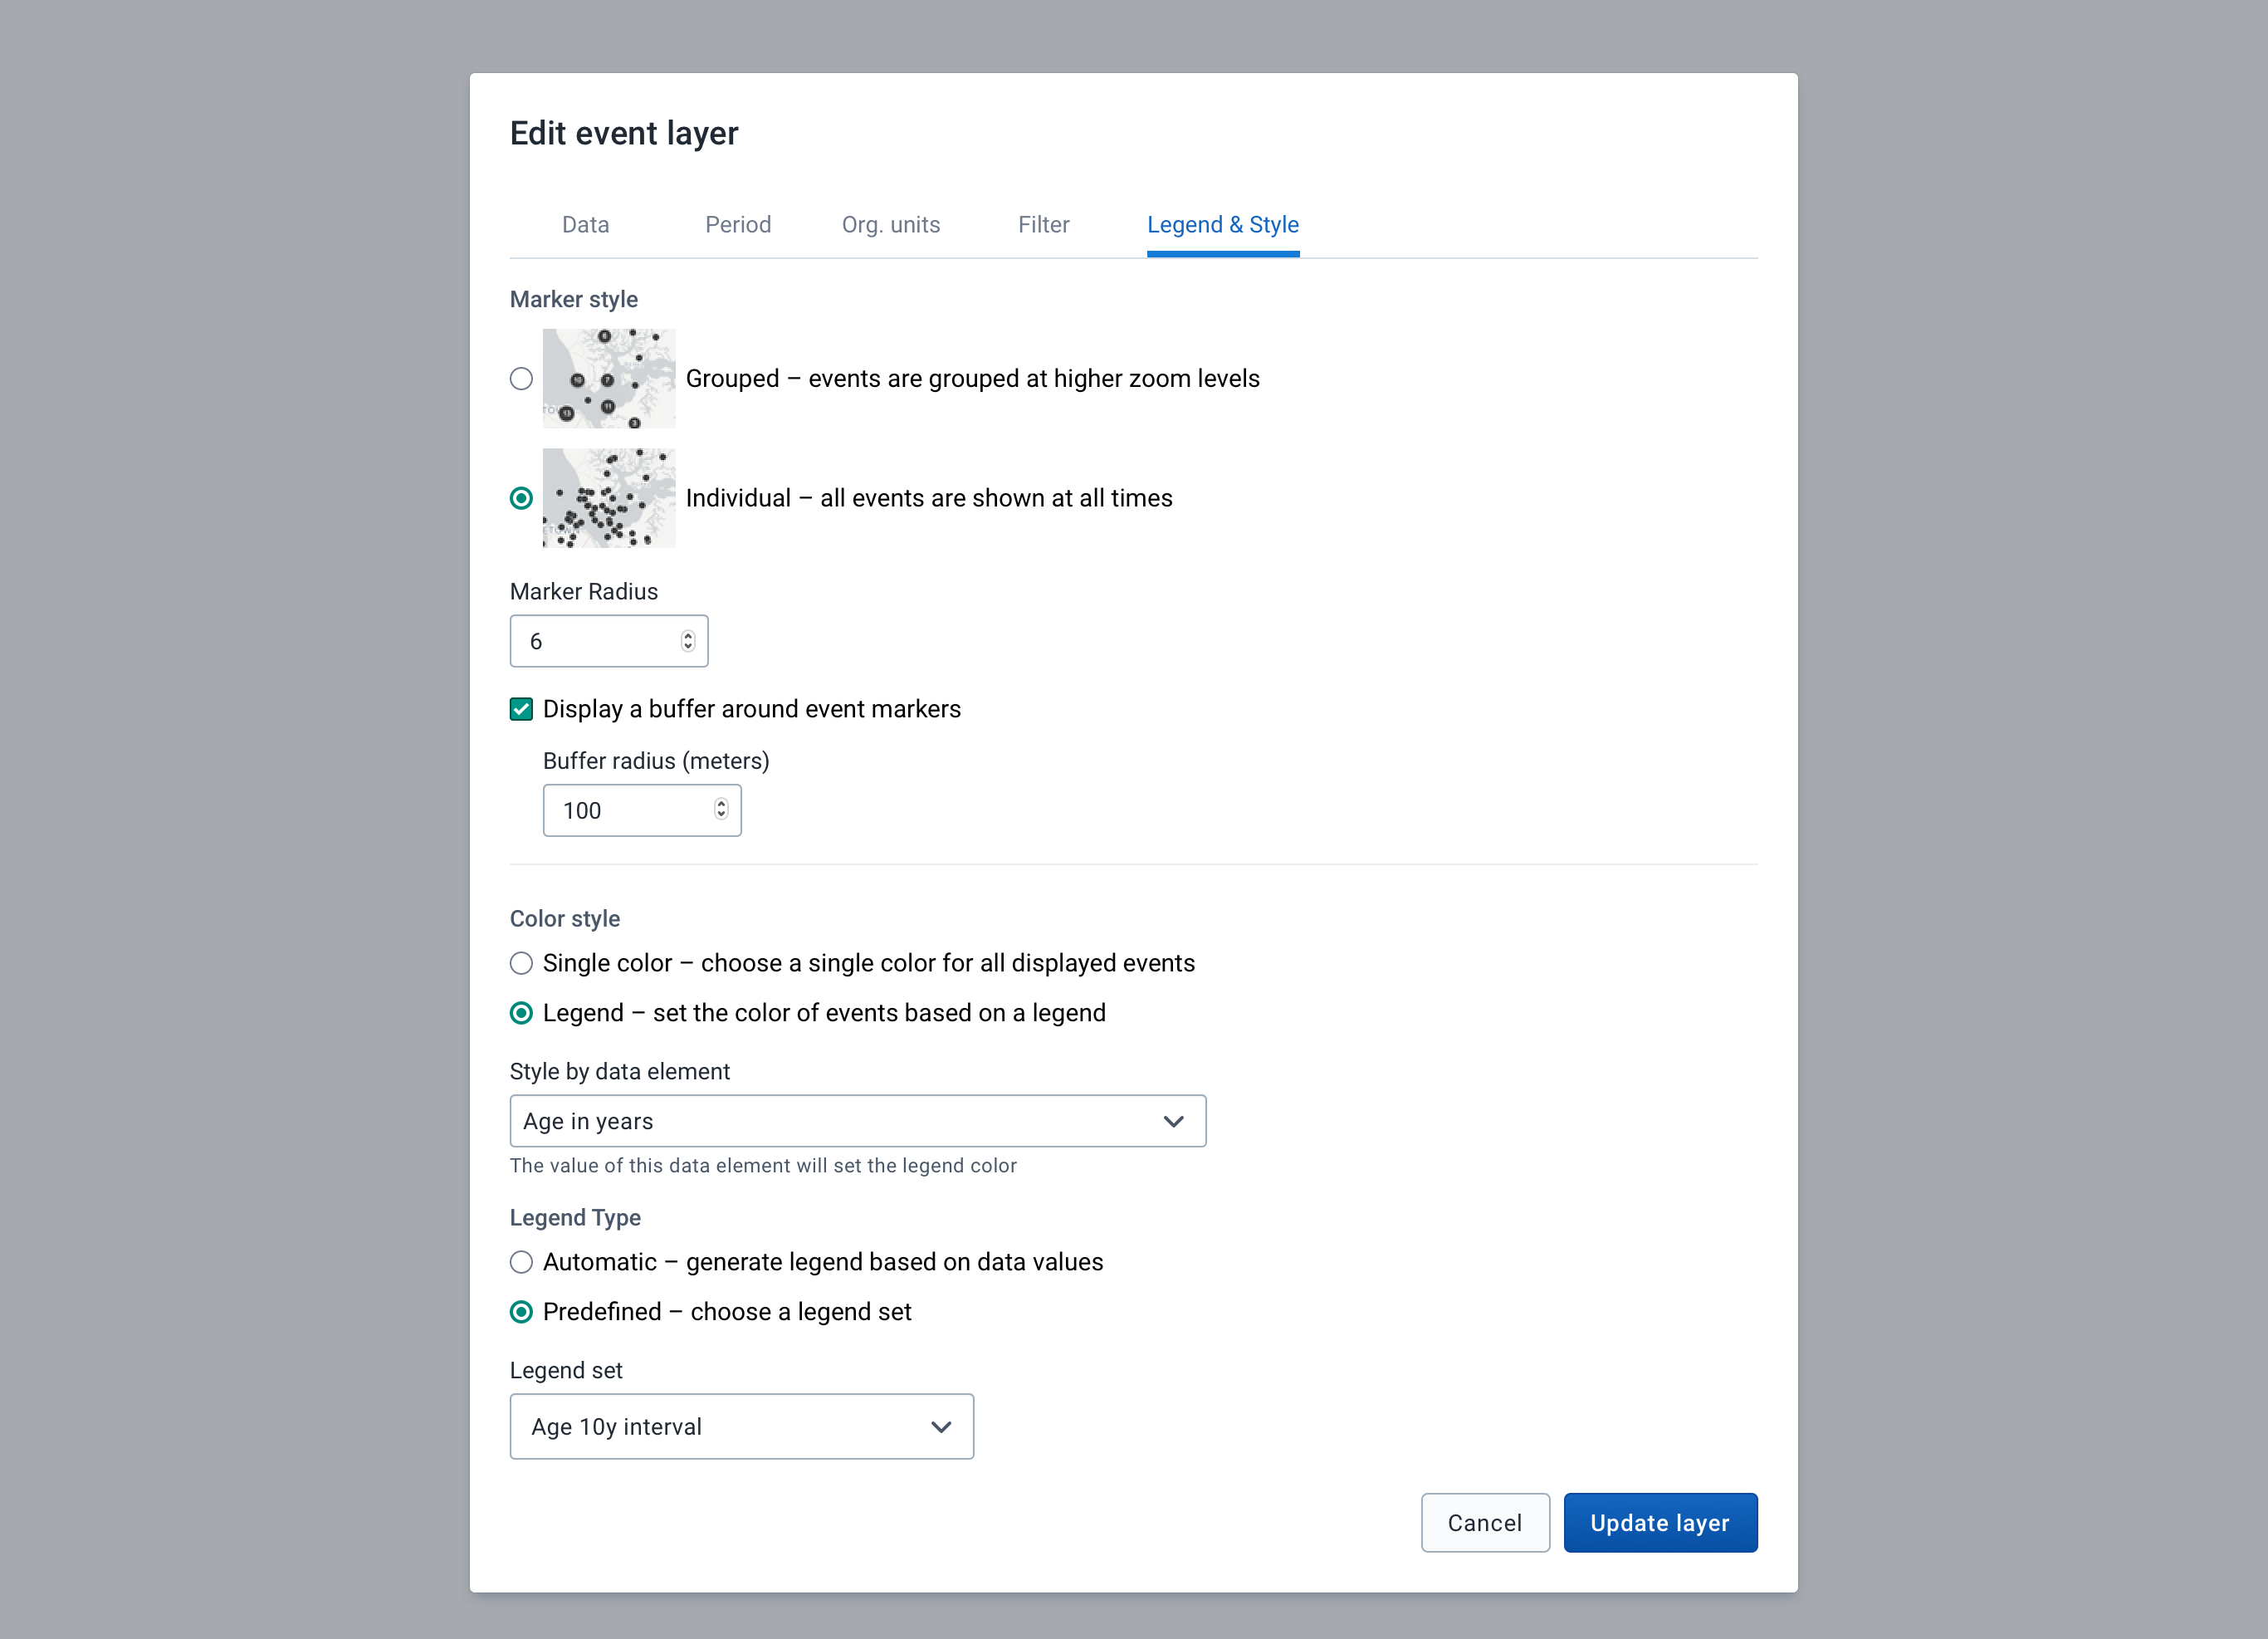 Edit event layer
Data Period Org. units Filter Legend & Style
Marker style
Grouped – events are grouped at higher zoom levels
Individual – all events are shown at all times
Marker Radius
6
Display a buffer around event markers
Buffer radius (meters)
100
Color style
Single color – choose a single color for all displayed events
Legend – set the color of events based on a legend
Style by data element
Age in years
The value of this data element will set the legend color
Legend Type
Automatic – generate legend based on data values
Predefined – choose a legend set
Legend set
Age 10y interval
Cancel Update layer